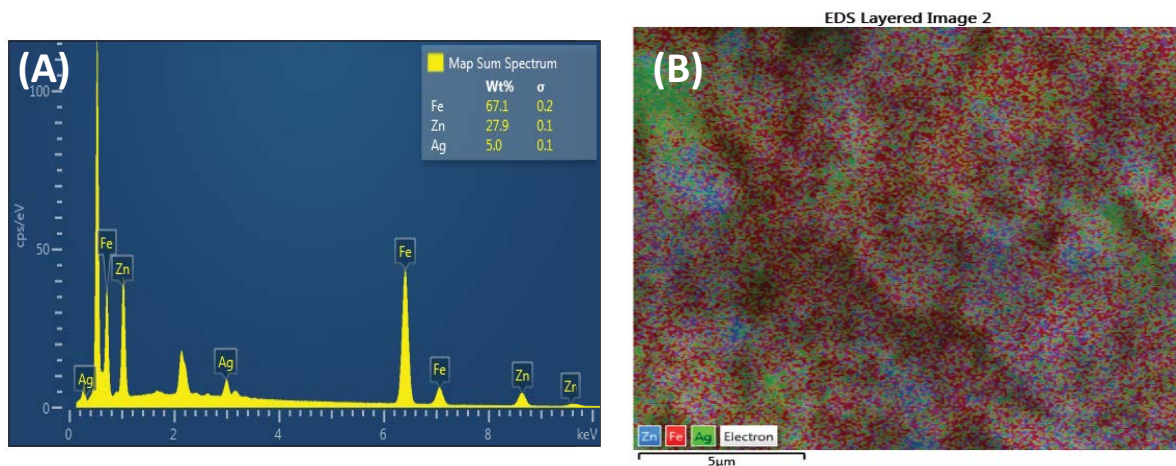 (A)
Map Sum Spectrum
Wt% σ
Fe 67.1 0.2
Zn 27.9 0.1
Ag 5.0 0.1
cps/eV
100
50
0
Ag
Fe
Zn
Ag
Fe
Fe
Zn
Zn
0 2 4 6 8 keV
EDS Layered Image 2
(B)
Zn Fe Ag Electron
5μm